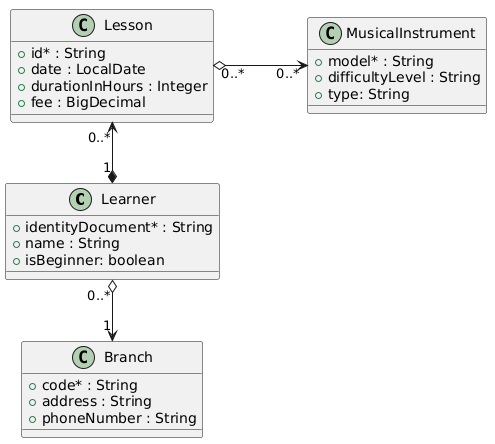 C Lesson
id* : String
date : LocalDate
durationInHours : Integer
fee : BigDecimal
C MusicalInstrument
model* : String
difficultyLevel : String
type: String
0..* 0..*
0..*
1
C Learner
identityDocument* : String
name : String
isBeginner: boolean
0..*
1
C Branch
code* : String
address : String
phoneNumber : String